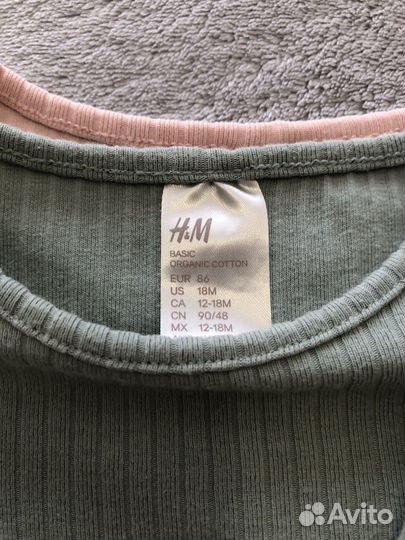 H&M
BASIC
ORGANIC COTTON
EUR 86
US 18M
CA 12-18M
CN 90/48
MX 12-18M
Avito